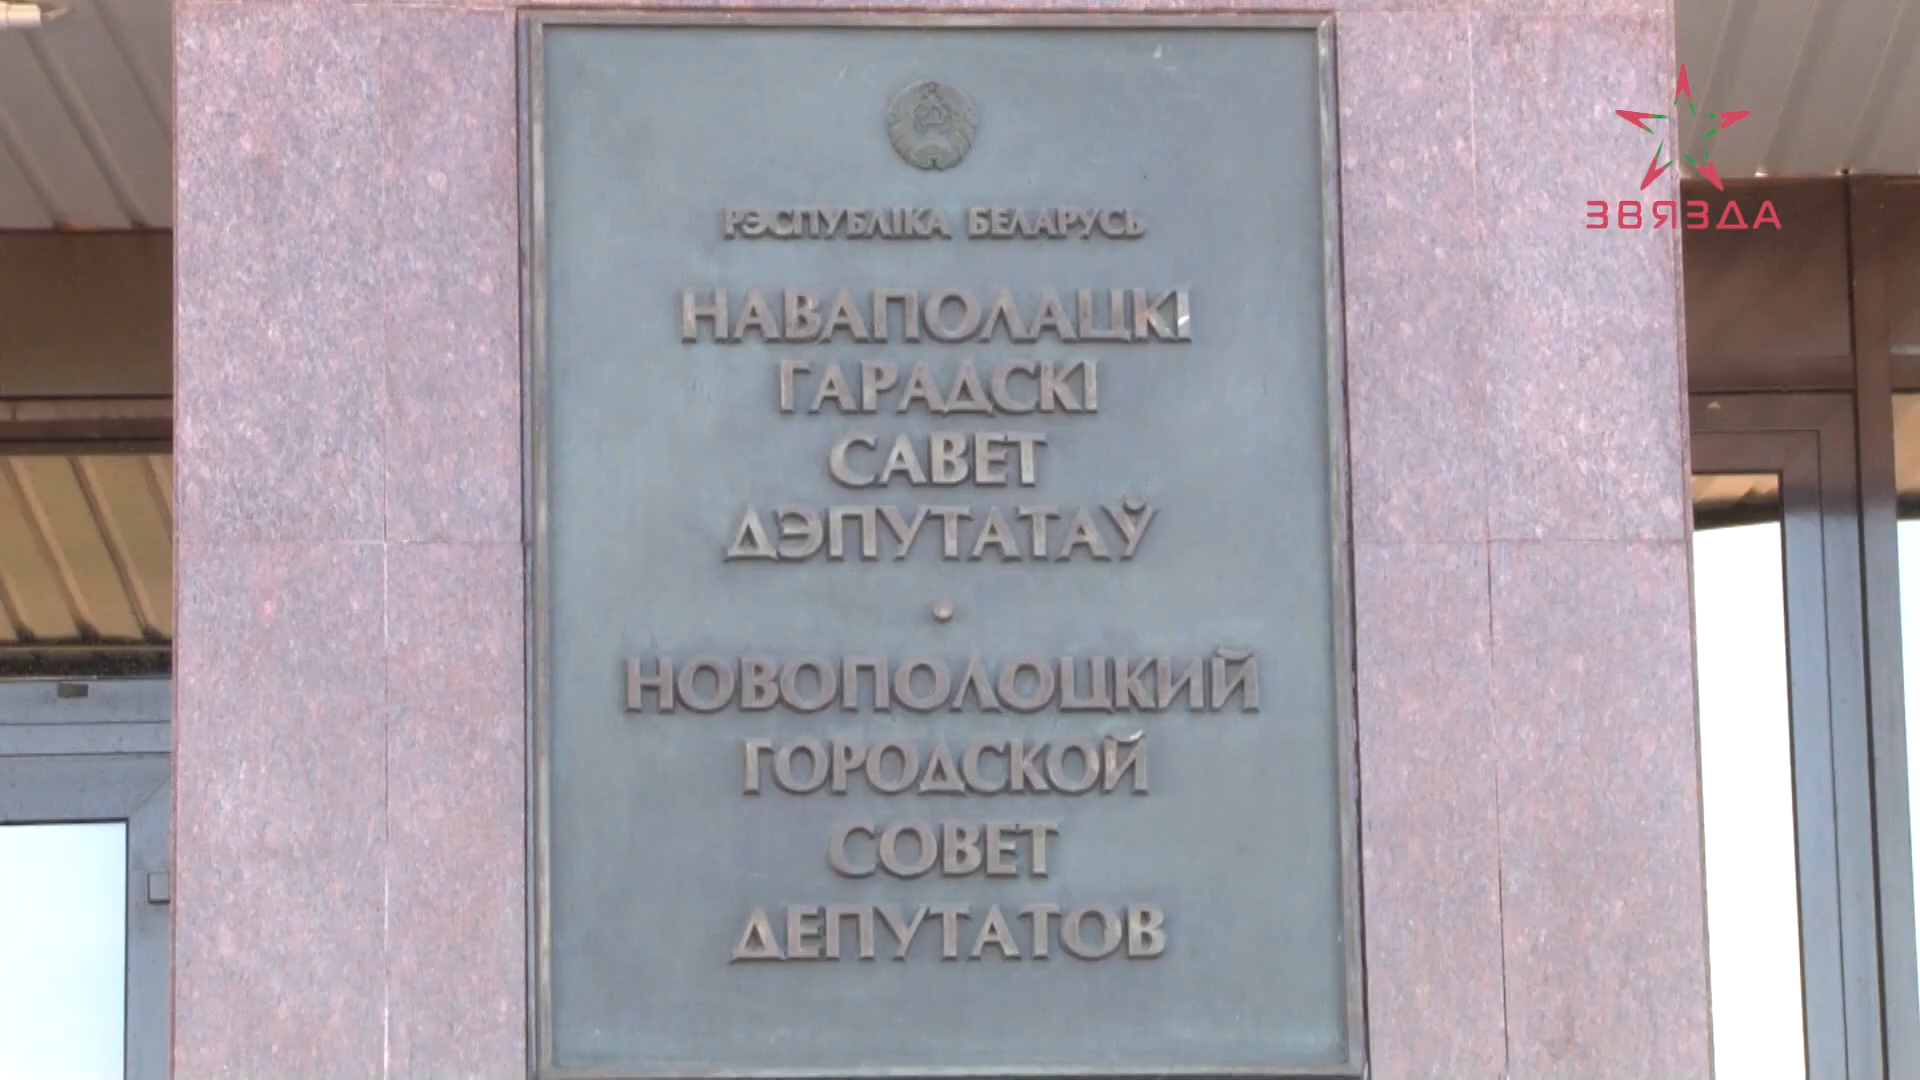 ЗВЯЗДА
РЭСПУБЛІКА БЕЛАРУСЬ
НАВАПОЛАЦКІ
ГАРАДСКІ
САВЕТ
ДЭПУТАТАЎ
НОВОПОЛОЦКИЙ
ГОРОДСКОЙ
СОВЕТ
ДЕПУТАТОВ